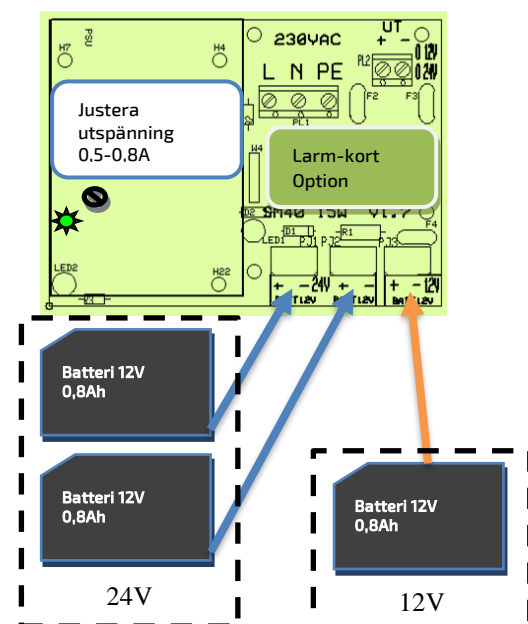 PSU
H7
H4
230VAC
UT
+ -
PL2
0 12V
0 24V
L N PE
F2
F3
PL1
Justera
utspänning
0,5-0,8A
Larm-kort
Option
W4
D2
SM40 15W V1.7
LED1
D1
PJ1
PJ2
R1
PJ3
F4
LED2
H22
+ - 24V
+ -
+ - 12V
BATT12V
BATT12V
BATT12V
Batteri 12V
0,8Ah
Batteri 12V
0,8Ah
24V
Batteri 12V
0,8Ah
12V